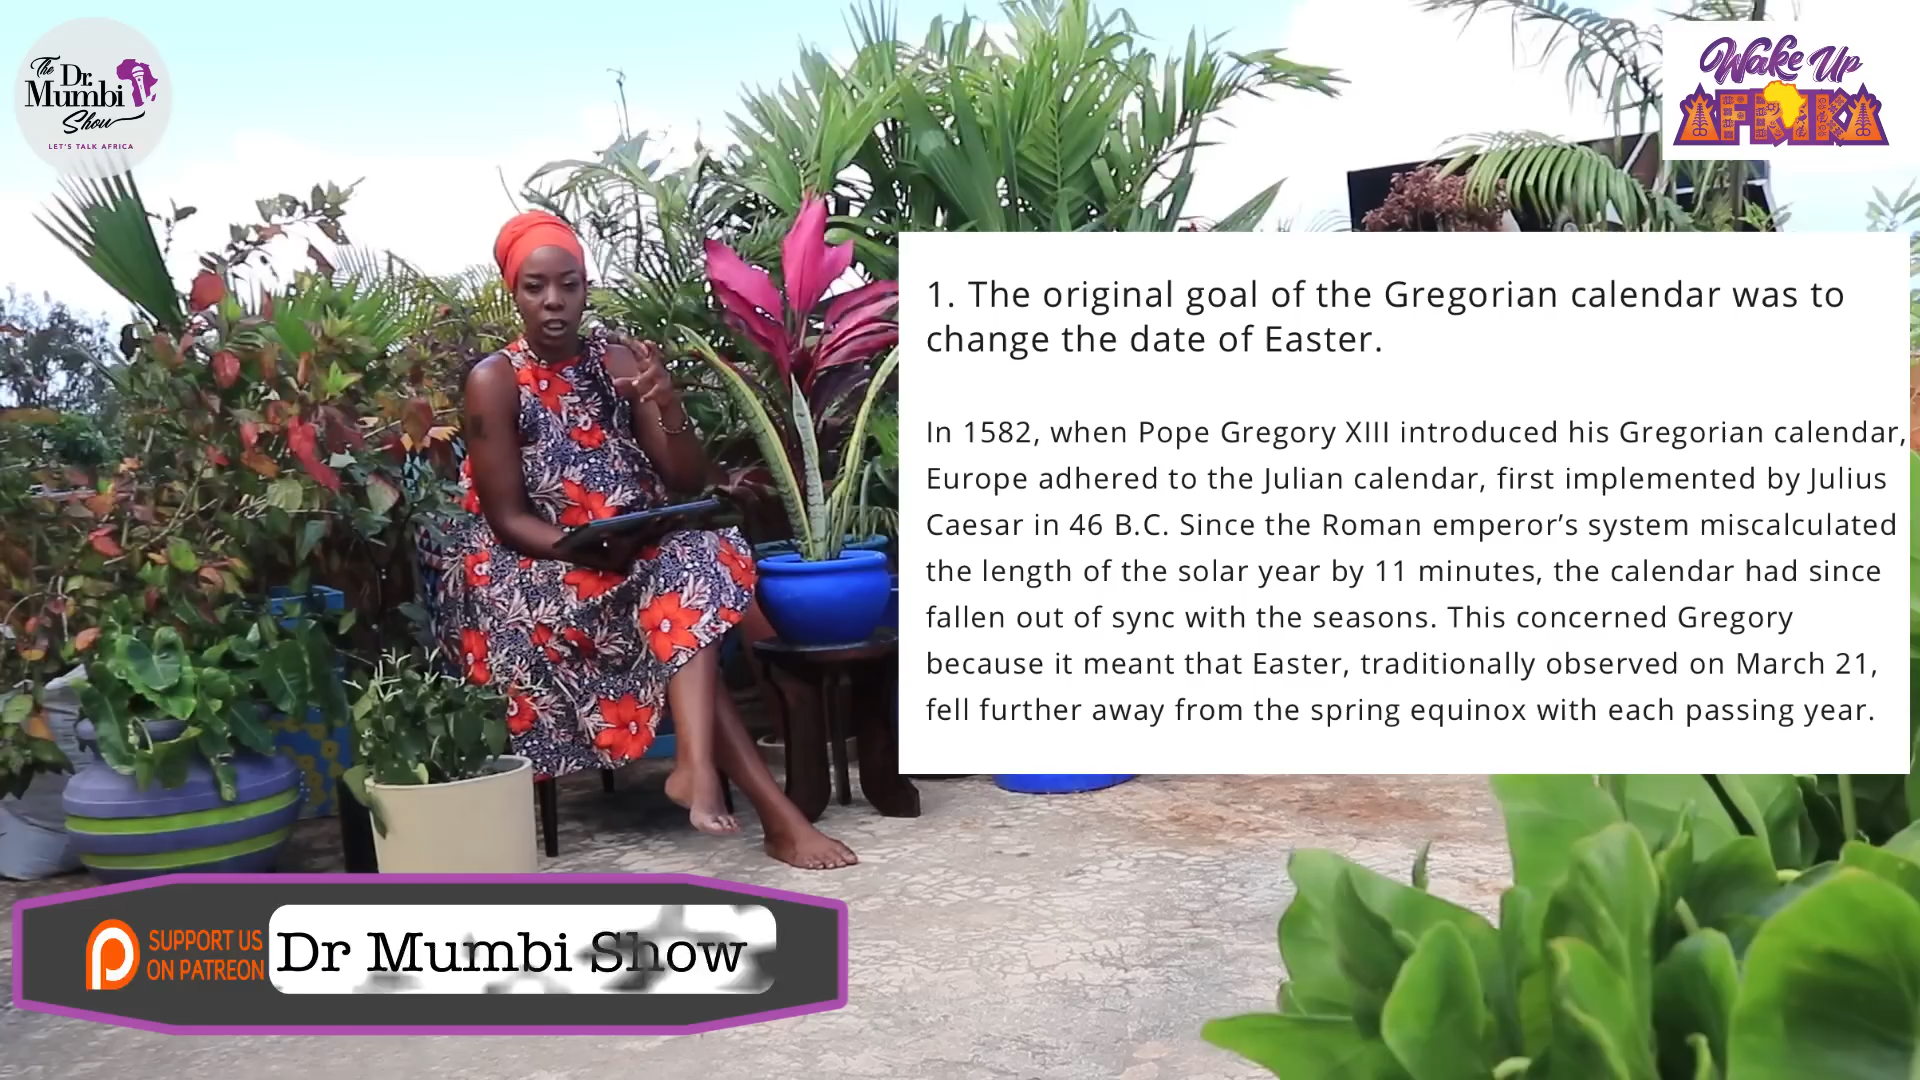 The
Dr.
Mumbi
Show
LET'S TALK AFRICA
Wake Up
AFRIKA
1. The original goal of the Gregorian calendar was to
change the date of Easter.
In 1582, when Pope Gregory XIII introduced his Gregorian calendar,
Europe adhered to the Julian calendar, first implemented by Julius
Caesar in 46 B.C. Since the Roman emperor’s system miscalculated
the length of the solar year by 11 minutes, the calendar had since
fallen out of sync with the seasons. This concerned Gregory
because it meant that Easter, traditionally observed on March 21,
fell further away from the spring equinox with each passing year.
SUPPORT US
ON PATREON
Dr Mumbi Show